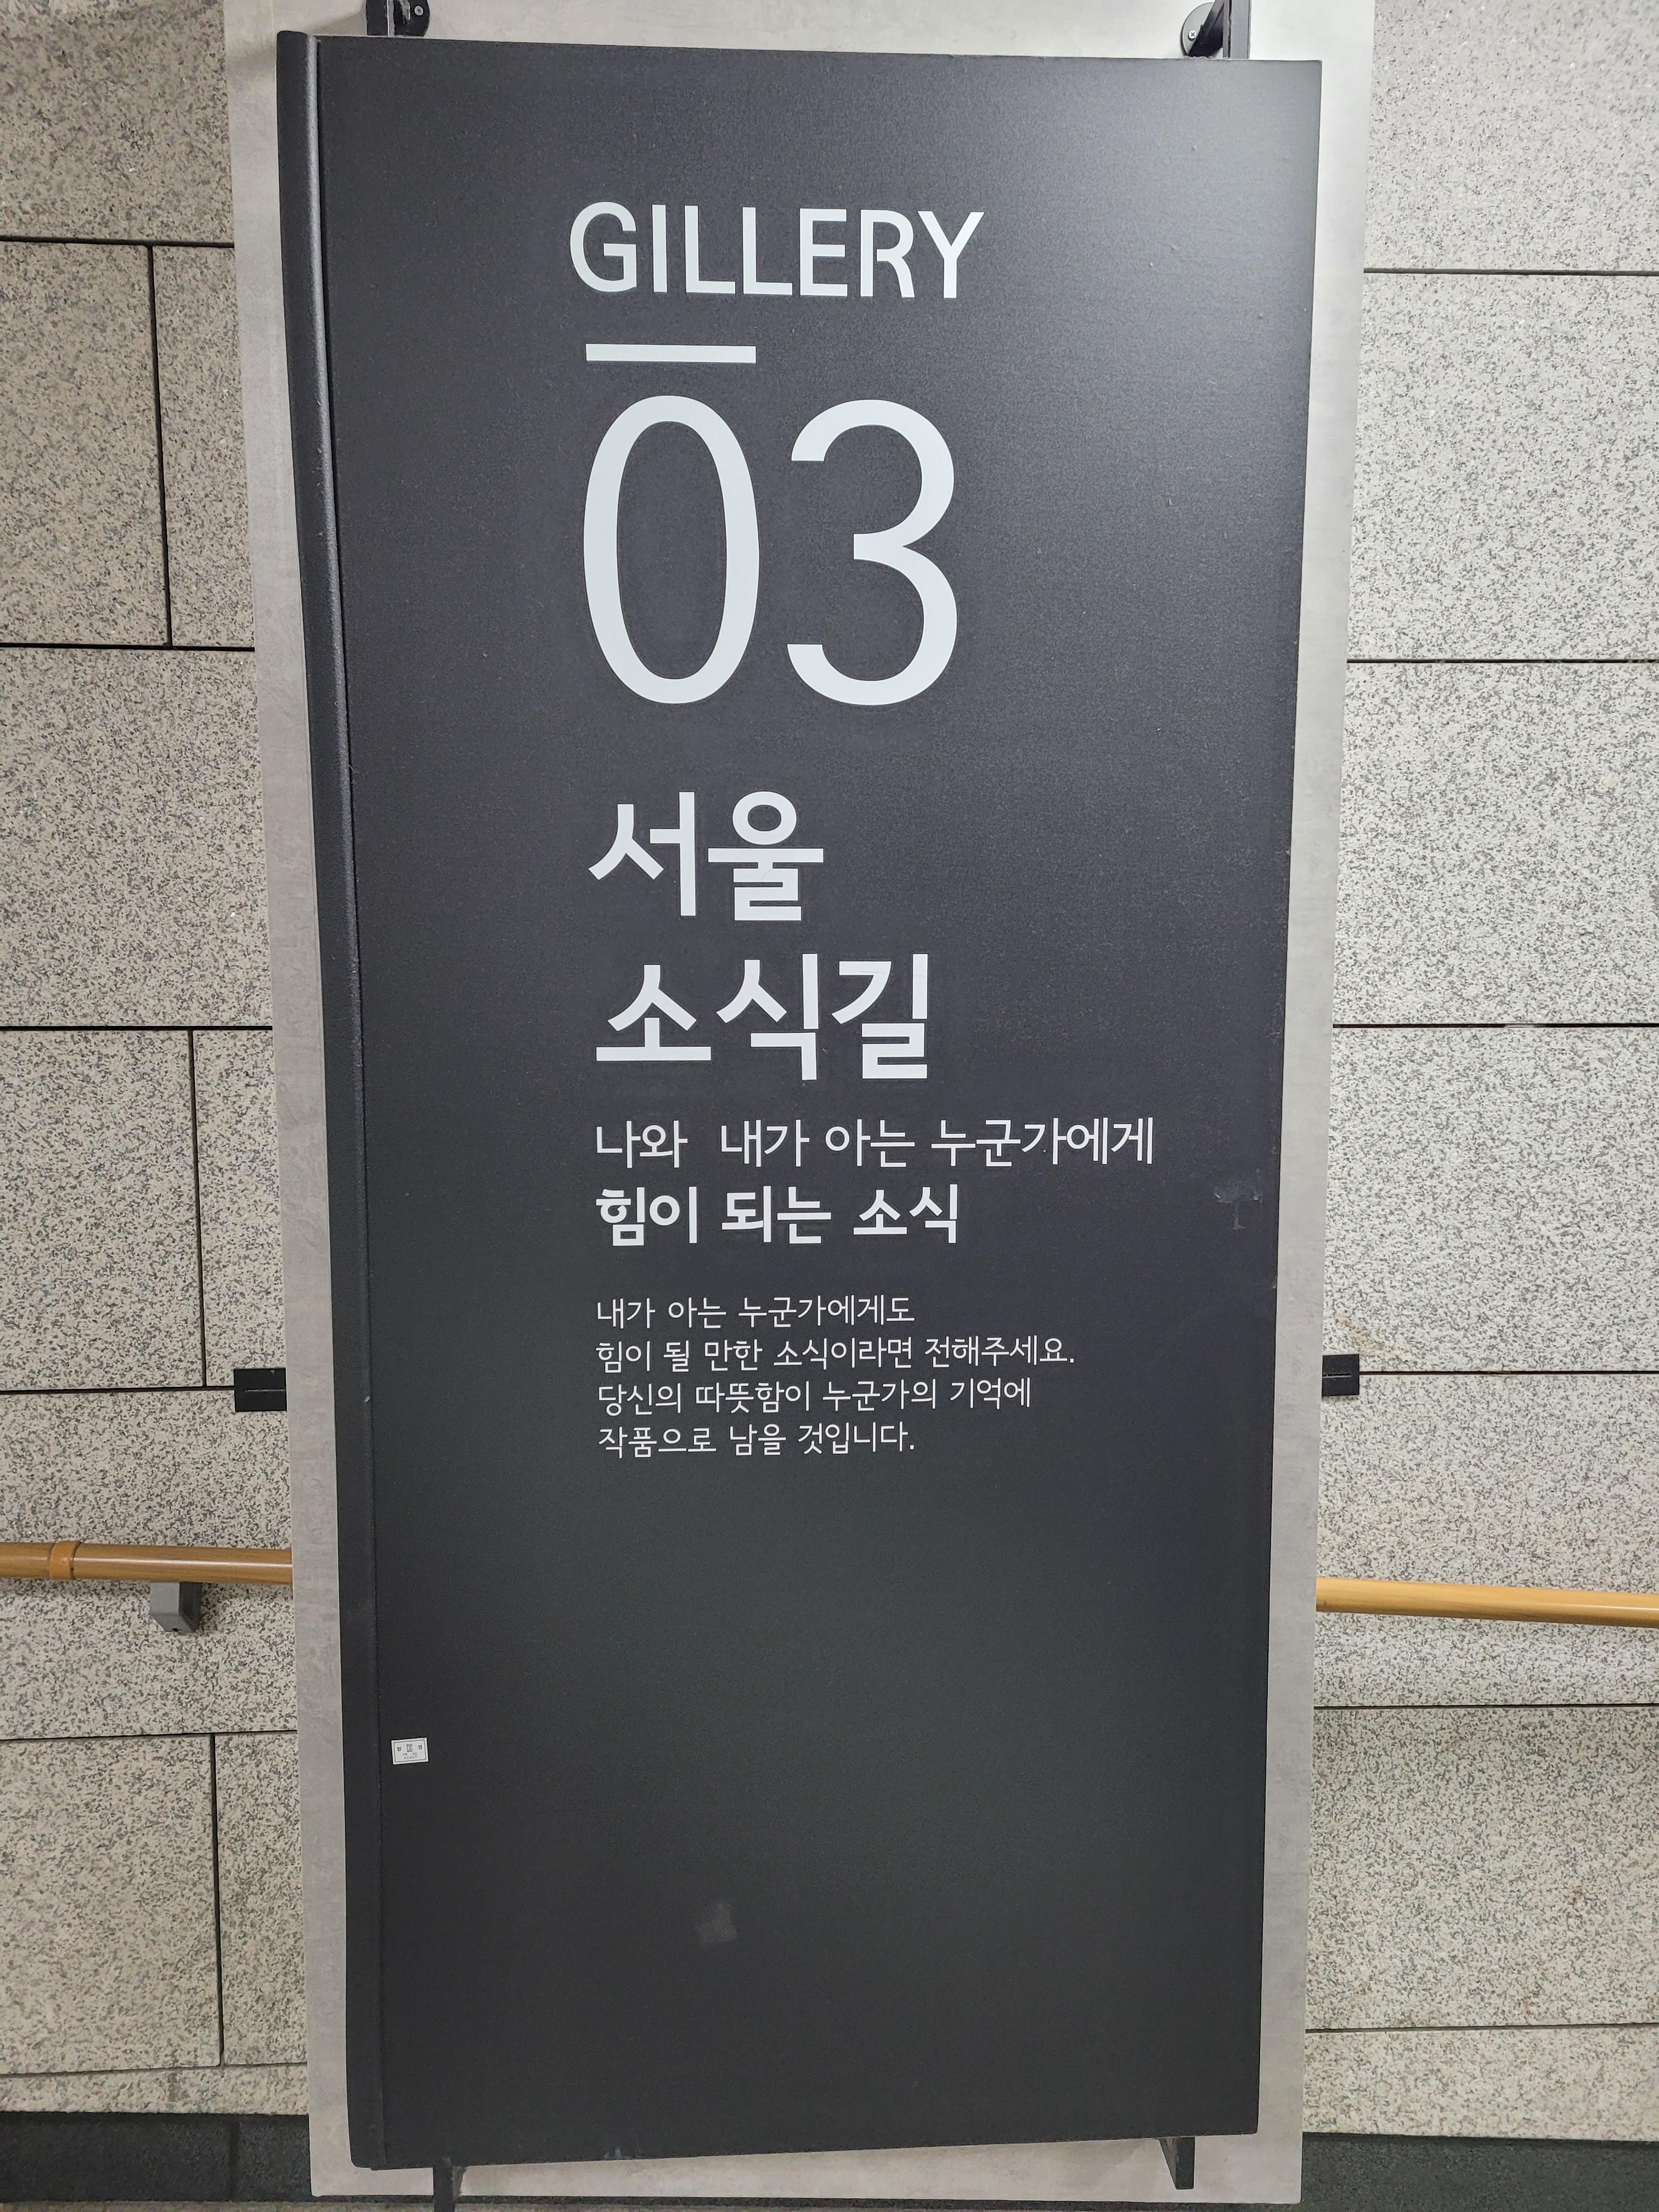 GILLERY
03
서울
소식길
나와 내가 아는 누군가에게
힘이 되는 소식
내가 아는 누군가에게도
힘이 될 만한 소식이라면 전해주세요.
당신의 따뜻함이 누군가의 기억에
작품으로 남을 것입니다.